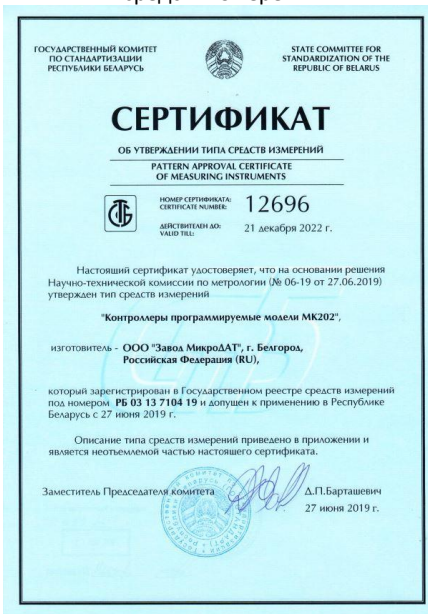 ГОСУДАРСТВЕННЫЙ КОМИТЕТ
ПО СТАНДАРТИЗАЦИИ
РЕСПУБЛИКИ БЕЛАРУСЬ
STATE COMMITTEE FOR
STANDARDIZATION OF THE
REPUBLIC OF BELARUS
СЕРТИФИКАТ
ОБ УТВЕРЖДЕНИИ ТИПА СРЕДСТВ ИЗМЕРЕНИЙ
PATTERN APPROVAL CERTIFICATE
OF MEASURING INSTRUMENTS
НОМЕР СЕРТИФИКАТА:
CERTIFICATE NUMBER:
12696
ДЕЙСТВИТЕЛЕН ДО:
VALID TILL:
21 декабря 2022 г.
Настоящий сертификат удостоверяет, что на основании решения
Научно-технической комиссии по метрологии (№ 06-19 от 27.06.2019)
утвержден тип средств измерений
"Контроллеры программируемые модели МК202",
изготовитель - ООО "Завод МикроДАТ", г. Белгород,
Российская Федерация (RU),
который зарегистрирован в Государственном реестре средств измерений
под номером РБ 03 13 7104 19 и допущен к применению в Республике
Беларусь с 27 июня 2019 г.
Описание типа средств измерений приведено в приложении и
является неотъемлемой частью настоящего сертификата.
Заместитель Председателя комитета
Д.П.Барташевич
27 июня 2019 г.